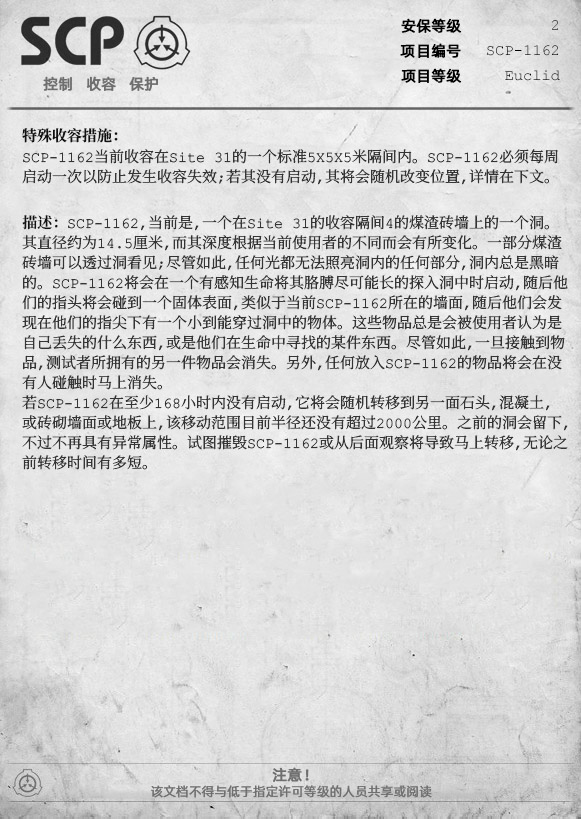 SCP
控制 收容 保护
安保等级 2
项目编号 SCP-1162
项目等级 Euclid
特殊收容措施:
SCP-1162当前收容在Site 31的一个标准5X5X5米隔间内。SCP-1162必须每周
启动一次以防止发生收容失效;若其没有启动,其将会随机改变位置,详情在下文。
描述: SCP-1162,当前是,一个在Site 31的收容隔间4的煤渣砖墙上的一个洞。
其直径约为14.5厘米,而其深度根据当前使用者的不同而会有所变化。一部分煤渣
砖墙可以透过洞看见;尽管如此,任何光都无法照亮洞内的任何部分,洞内总是黑暗
的。SCP-1162将会在一个有感知生命将其胳膊尽可能长的探入洞中时启动,随后他
们的指头将会碰到一个固体表面,类似于当前SCP-1162所在的墙面,随后他们会发
现在他们的指尖下有一个小到能穿过洞中的物体。这些物品总是会被使用者认为是
自己丢失的什么东西,或是他们在生命中寻找的某件东西。尽管如此,一旦接触到物
品,测试者所拥有的另一件物品会消失。另外,任何放入SCP-1162的物品将会在没
有人碰触时马上消失。
若SCP-1162在至少168小时内没有启动,它将会随机转移到另一面石头,混凝土,
或砖砌墙面或地板上,该移动范围目前半径还没有超过2000公里。之前的洞会留下,
不过不再具有异常属性。试图摧毁SCP-1162或从后面观察将导致马上转移,无论之
前转移时间有多短。
注意!
该文档不得与低于指定许可等级的人员共享或阅读